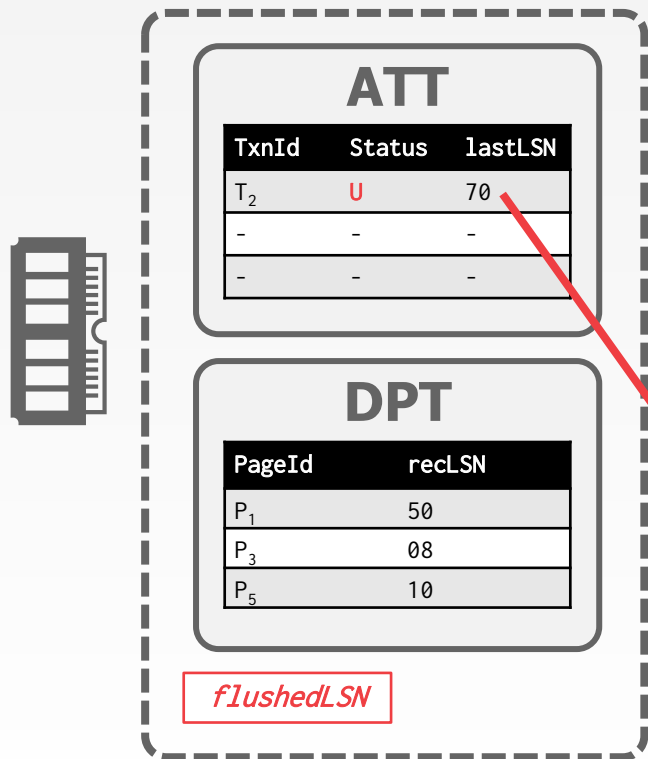 ATT
TxnId Status lastLSN
T₂ U 70
- - -
- - -
DPT
PageId recLSN
P₁ 50
P₃ 08
P₅ 10
flushedLSN